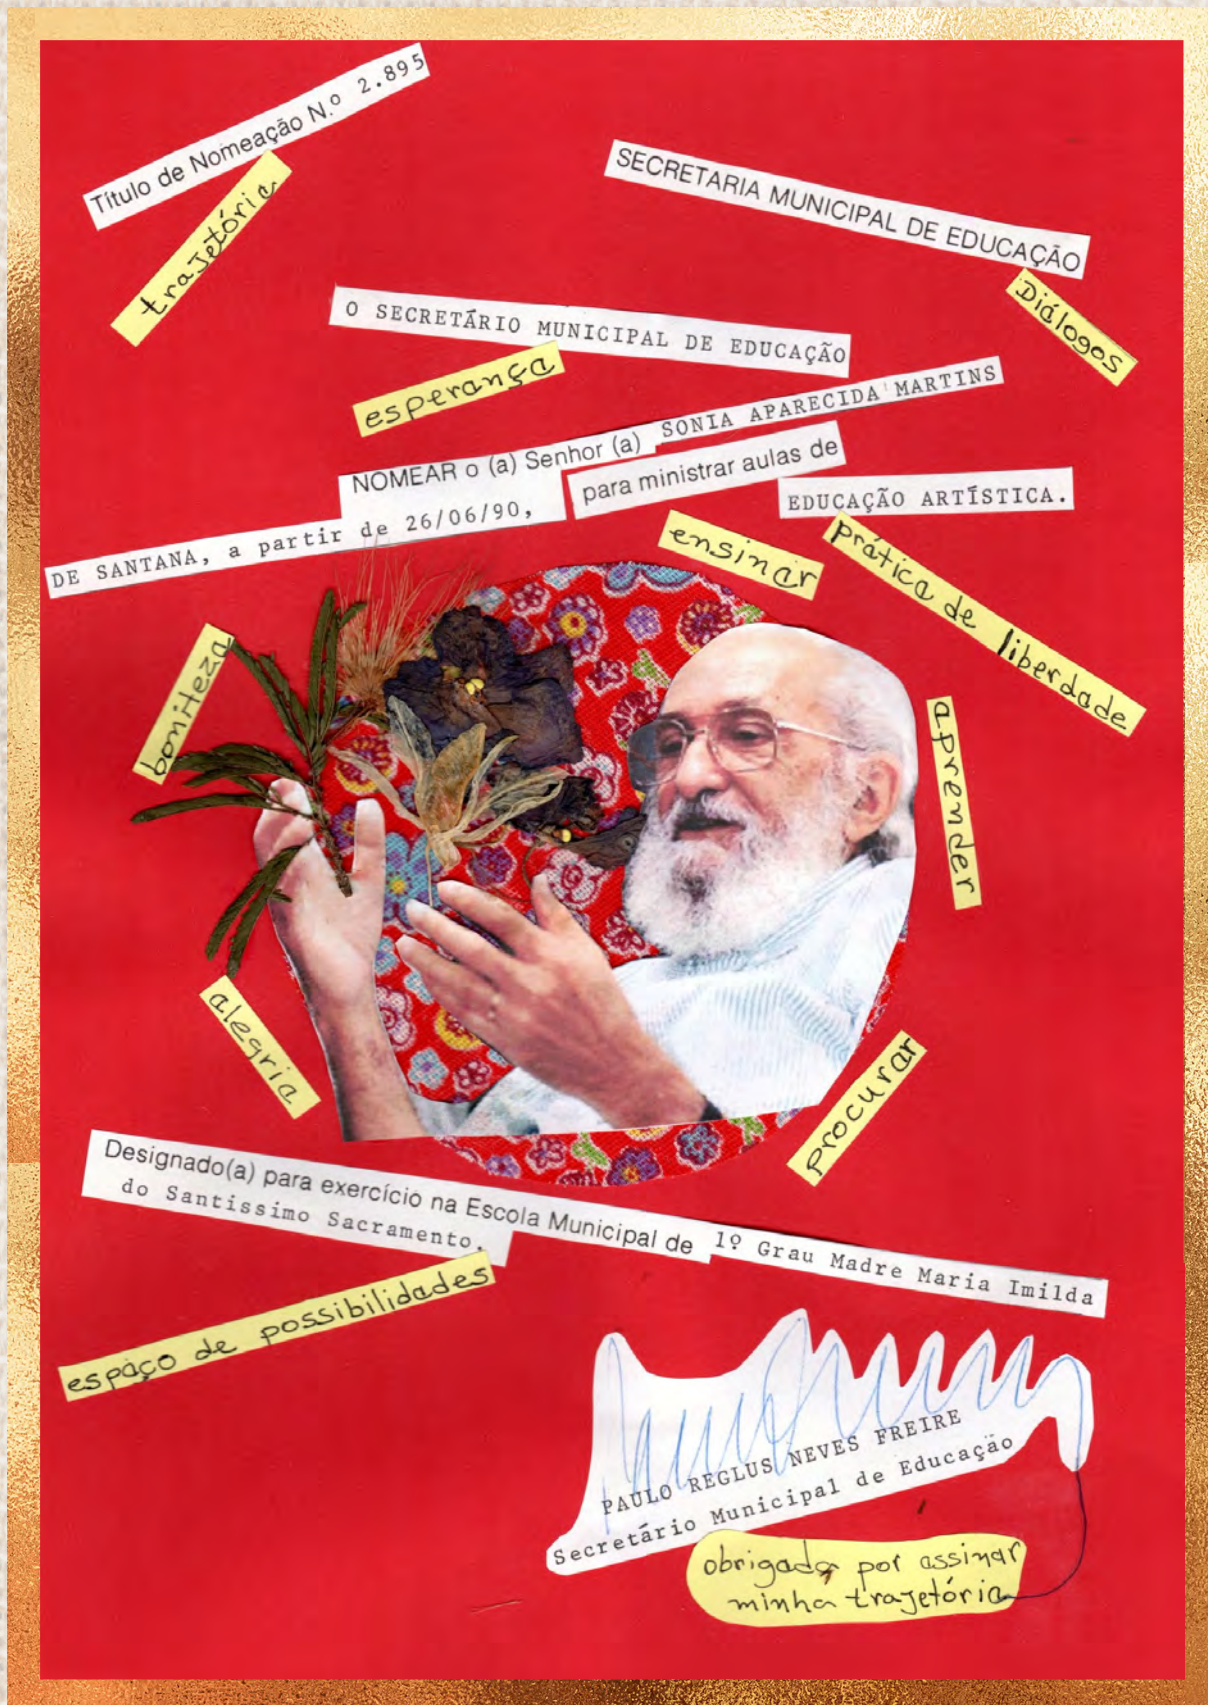 Título de Nomeação N.º 2.895
trajetória
SECRETARIA MUNICIPAL DE EDUCAÇÃO
Diálogos
O SECRETÁRIO MUNICIPAL DE EDUCAÇÃO
esperança
NOMEAR o (a) Senhor (a) SONIA APARECIDA MARTINS
DE SANTANA, a partir de 26/06/90, para ministrar aulas de
EDUCAÇÃO ARTÍSTICA.
ensinar
prática de liberdade
boniteza
aprender
alegria
procurar
Designado(a) para exercício na Escola Municipal de 1º Grau Madre Maria Imilda
do Santissimo Sacramento.
espaço de possibilidades
PAULO REGLUS NEVES FREIRE
Secretário Municipal de Educação
obrigada por assinar
minha trajetória